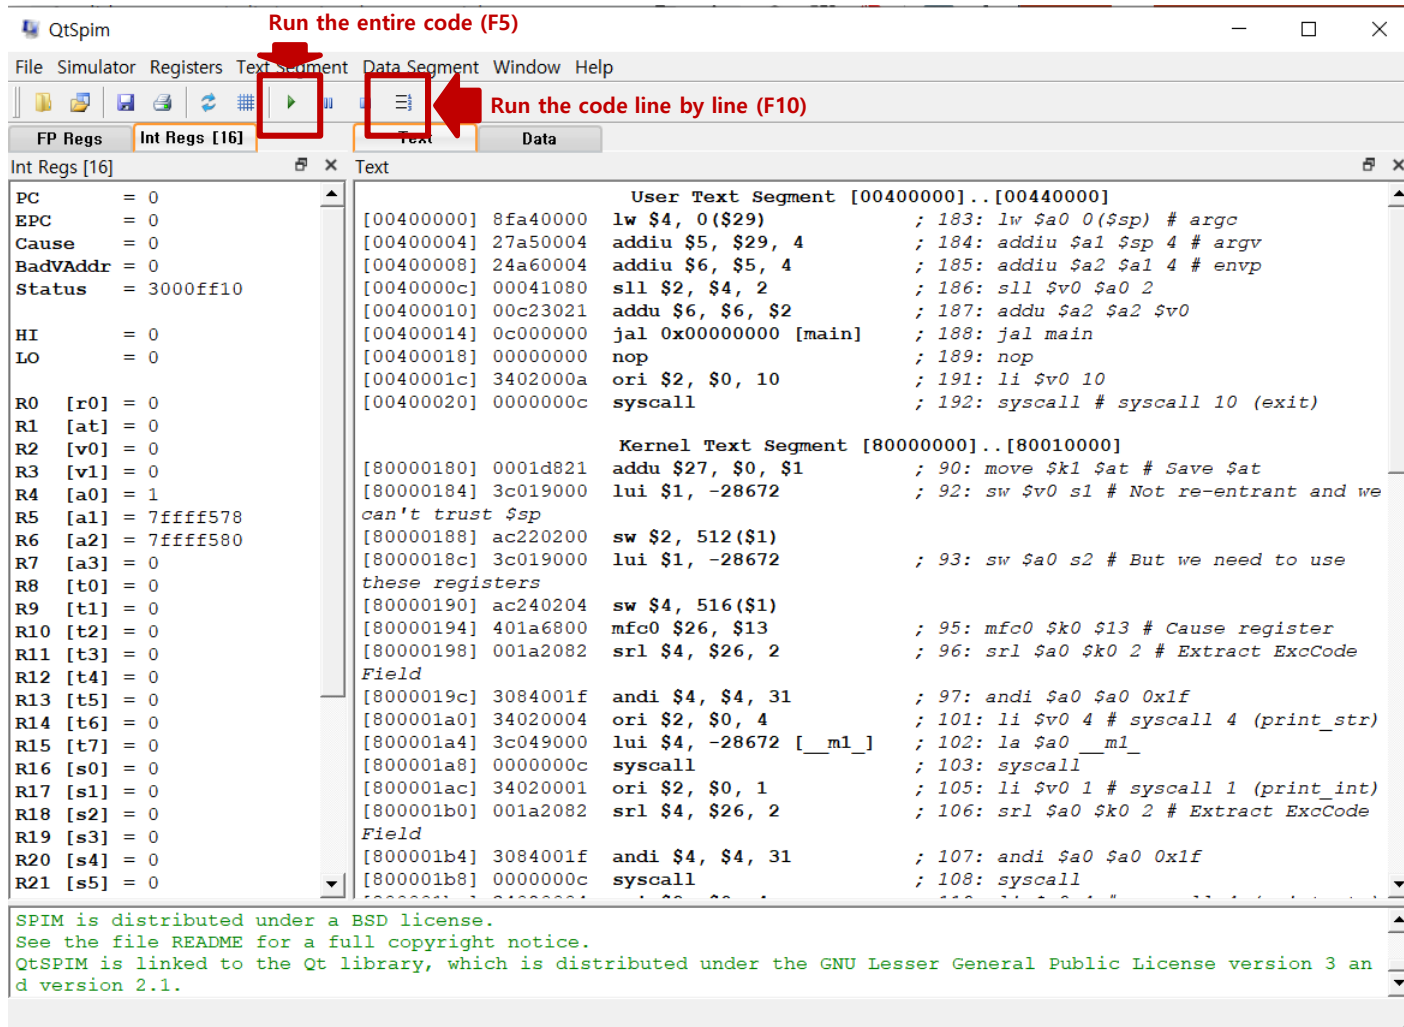 Run the entire code (F5)
QtSpim
File Simulator Registers Text Segment Data Segment Window Help
Run the code line by line (F10)
FP Regs Int Regs [16] Text Data
Int Regs [16] Text
PC = 0
EPC = 0
Cause = 0
BadVAddr = 0
Status = 3000ff10
HI = 0
LO = 0
R0 [r0] = 0
R1 [at] = 0
R2 [v0] = 0
R3 [v1] = 0
R4 [a0] = 1
R5 [a1] = 7ffff578
R6 [a2] = 7ffff580
R7 [a3] = 0
R8 [t0] = 0
R9 [t1] = 0
R10 [t2] = 0
R11 [t3] = 0
R12 [t4] = 0
R13 [t5] = 0
R14 [t6] = 0
R15 [t7] = 0
R16 [s0] = 0
R17 [s1] = 0
R18 [s2] = 0
R19 [s3] = 0
R20 [s4] = 0
R21 [s5] = 0
User Text Segment [00400000]..[00440000]
[00400000] 8fa40000 lw $4, 0($29) ; 183: lw $a0 0($sp) # argc
[00400004] 27a50004 addiu $5, $29, 4 ; 184: addiu $a1 $sp 4 # argv
[00400008] 24a60004 addiu $6, $5, 4 ; 185: addiu $a2 $a1 4 # envp
[0040000c] 00041080 sll $2, $4, 2 ; 186: sll $v0 $a0 2
[00400010] 00c23021 addu $6, $6, $2 ; 187: addu $a2 $a2 $v0
[00400014] 0c000000 jal 0x00000000 [main] ; 188: jal main
[00400018] 00000000 nop ; 189: nop
[0040001c] 3402000a ori $2, $0, 10 ; 191: li $v0 10
[00400020] 0000000c syscall ; 192: syscall # syscall 10 (exit)
Kernel Text Segment [80000000]..[80010000]
[80000180] 0001d821 addu $27, $0, $1 ; 90: move $k1 $at # Save $at
[80000184] 3c019000 lui $1, -28672 ; 92: sw $v0 s1 # Not re-entrant and we
can't trust $sp
[80000188] ac220200 sw $2, 512($1)
[8000018c] 3c019000 lui $1, -28672 ; 93: sw $a0 s2 # But we need to use
these registers
[80000190] ac240204 sw $4, 516($1)
[80000194] 401a6800 mfc0 $26, $13 ; 95: mfc0 $k0 $13 # Cause register
[80000198] 001a2082 srl $4, $26, 2 ; 96: srl $a0 $k0 2 # Extract ExcCode
Field
[8000019c] 3084001f andi $4, $4, 31 ; 97: andi $a0 $a0 0x1f
[800001a0] 34020004 ori $2, $0, 4 ; 101: li $v0 4 # syscall 4 (print_str)
[800001a4] 3c049000 lui $4, -28672 [__m1_] ; 102: la $a0 __m1_
[800001a8] 0000000c syscall ; 103: syscall
[800001ac] 34020001 ori $2, $0, 1 ; 105: li $v0 1 # syscall 1 (print_int)
[800001b0] 001a2082 srl $4, $26, 2 ; 106: srl $a0 $k0 2 # Extract ExcCode
Field
[800001b4] 3084001f andi $4, $4, 31 ; 107: andi $a0 $a0 0x1f
[800001b8] 0000000c syscall ; 108: syscall
SPIM is distributed under a BSD license.
See the file README for a full copyright notice.
QtSPIM is linked to the Qt library, which is distributed under the GNU Lesser General Public License version 3 an
d version 2.1.